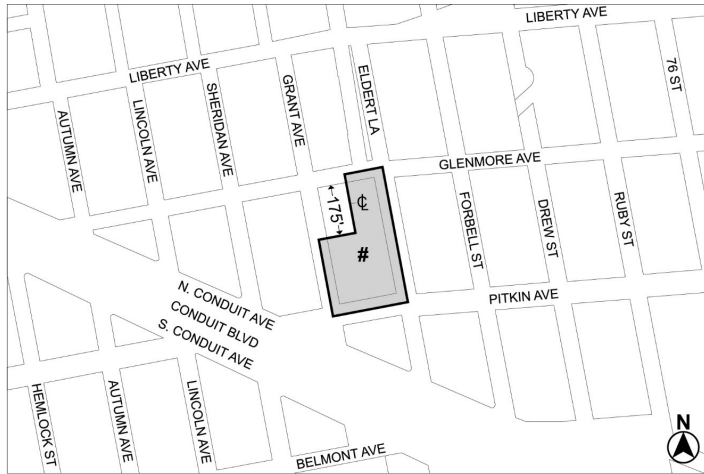 LIBERTY AVE
LIBERTY AVE
76 ST
ELDERT LA
GRANT AVE
SHERIDAN AVE
LINCOLN AVE
AUTUMN AVE
GLENMORE AVE
175'
℄
#
FORBELL ST
DREW ST
RUBY ST
PITKIN AVE
N. CONDUIT AVE
CONDUIT BLVD
S. CONDUIT AVE
HEMLOCK ST
AUTUMN AVE
LINCOLN AVE
BELMONT AVE
N